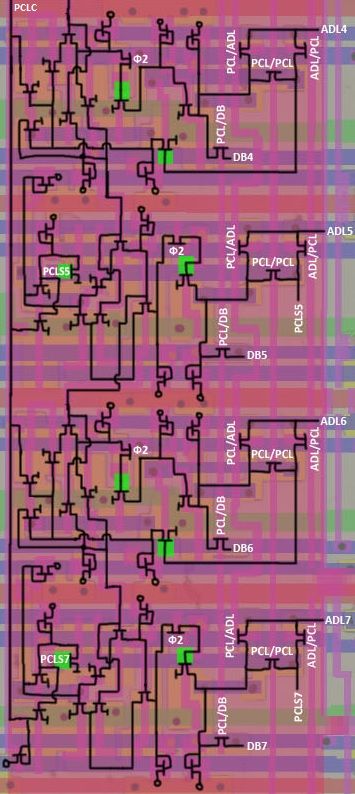 PCLC
ADL4
Φ2
PCL/ADL
PCL/PCL
ADL/PCL
PCL/DB
DB4
ADL5
Φ2
PCL/ADL
PCLS5
PCL/PCL
ADL/PCL
PCL/DB
PCLS5
DB5
ADL6
Φ2
PCL/ADL
PCL/PCL
ADL/PCL
PCL/DB
DB6
ADL7
Φ2
PCL/ADL
PCLS7
PCL/PCL
ADL/PCL
PCL/DB
PCLS7
DB7